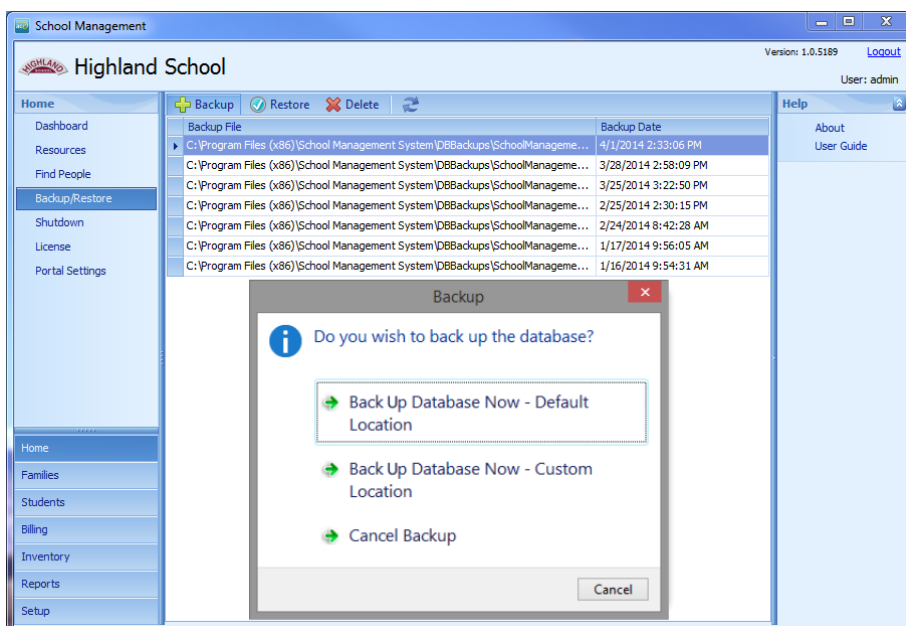 School Management
Version: 1.0.5189 Logout
HIGHLAND
Highland School
User: admin
Home
Backup Restore Delete
Help
Dashboard
Resources
Find People
Backup/Restore
Shutdown
License
Portal Settings
Backup File Backup Date
C:\Program Files (x86)\School Management System\DBBackups\SchoolManageme... 4/1/2014 2:33:06 PM
C:\Program Files (x86)\School Management System\DBBackups\SchoolManageme... 3/28/2014 2:58:09 PM
C:\Program Files (x86)\School Management System\DBBackups\SchoolManageme... 3/25/2014 3:22:50 PM
C:\Program Files (x86)\School Management System\DBBackups\SchoolManageme... 2/25/2014 2:30:15 PM
C:\Program Files (x86)\School Management System\DBBackups\SchoolManageme... 2/24/2014 8:42:28 AM
C:\Program Files (x86)\School Management System\DBBackups\SchoolManageme... 1/17/2014 9:56:05 AM
C:\Program Files (x86)\School Management System\DBBackups\SchoolManageme... 1/16/2014 9:54:31 AM
About
User Guide
Backup
Do you wish to back up the database?
Back Up Database Now - Default
Location
Back Up Database Now - Custom
Location
Cancel Backup
Cancel
Home
Families
Students
Billing
Inventory
Reports
Setup